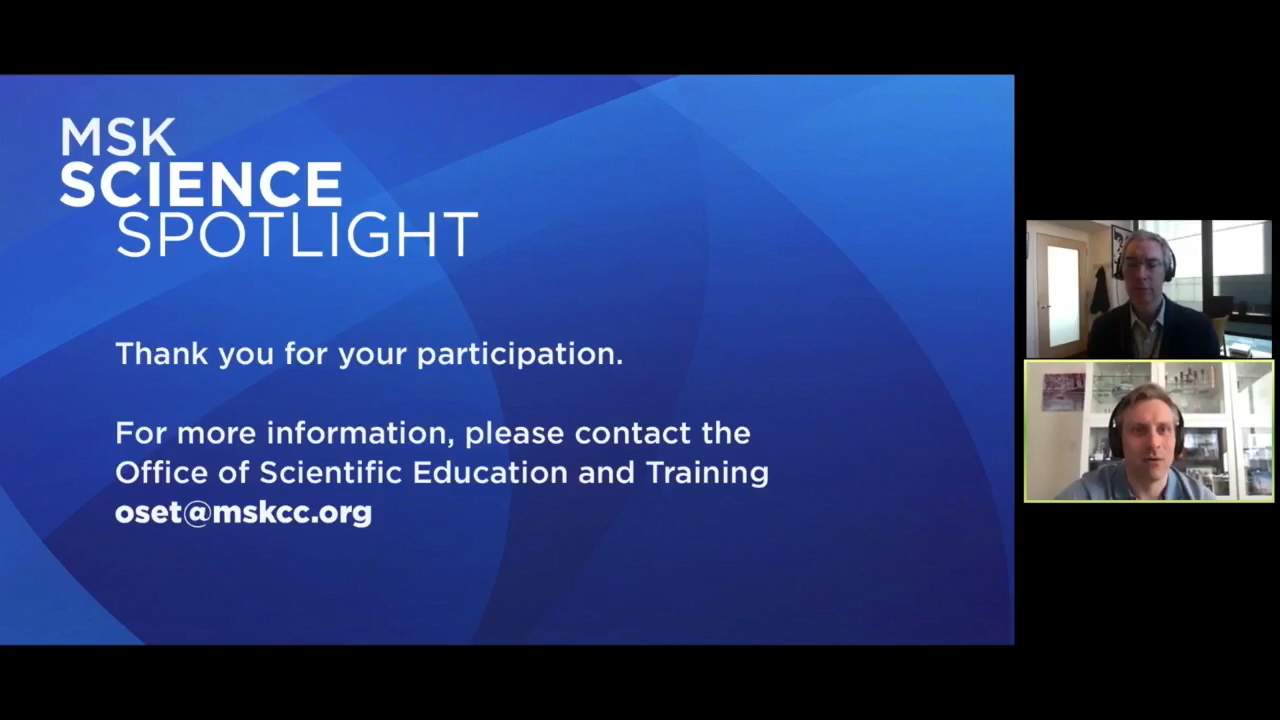 MSK
SCIENCE
SPOTLIGHT
Thank you for your participation.
For more information, please contact the
Office of Scientific Education and Training
oset@mskcc.org